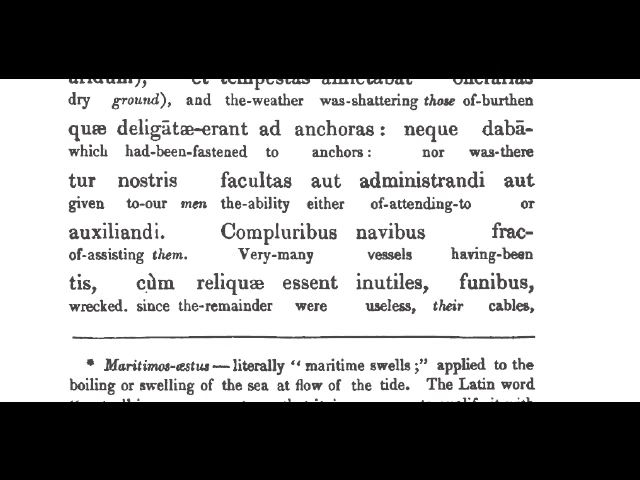 dry ground), and the-weather was-shattering those of-burthen
quæ deligātæ-erant ad anchoras: neque dabā-
which had-been-fastened to anchors: nor was-there
tur nostris facultas aut administrandi aut
given to-our men the-ability either of-attending-to or
auxiliandi. Compluribus navibus frac-
of-assisting them. Very-many vessels having-been
tis, cùm reliquæ essent inutiles, funibus,
wrecked. since the-remainder were useless, their cables,
* Maritimos-æstus — literally “ maritime swells ;” applied to the
boiling or swelling of the sea at flow of the tide. The Latin word